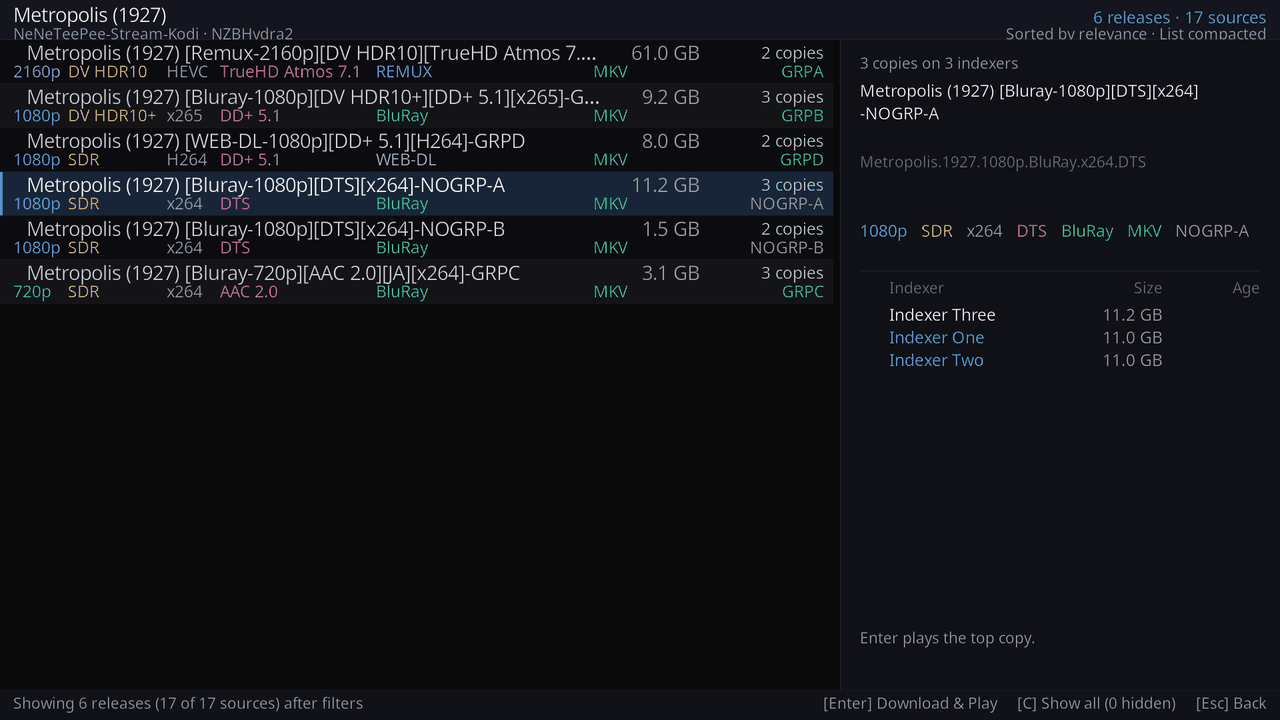 Metropolis (1927)
NeNeTeePee-Stream-Kodi · NZBHydra2
6 releases · 17 sources
Sorted by relevance · List compacted
Metropolis (1927) [Remux-2160p][DV HDR10][TrueHD Atmos 7.... 61.0 GB 2 copies
2160p DV HDR10 HEVC TrueHD Atmos 7.1 REMUX MKV GRPA
Metropolis (1927) [Bluray-1080p][DV HDR10+][DD+ 5.1][x265]-G... 9.2 GB 3 copies
1080p DV HDR10+ x265 DD+ 5.1 BluRay MKV GRPB
Metropolis (1927) [WEB-DL-1080p][DD+ 5.1][H264]-GRPD 8.0 GB 2 copies
1080p SDR H264 DD+ 5.1 WEB-DL MKV GRPD
Metropolis (1927) [Bluray-1080p][DTS][x264]-NOGRP-A 11.2 GB 3 copies
1080p SDR x264 DTS BluRay MKV NOGRP-A
Metropolis (1927) [Bluray-1080p][DTS][x264]-NOGRP-B 1.5 GB 2 copies
1080p SDR x264 DTS BluRay MKV NOGRP-B
Metropolis (1927) [Bluray-720p][AAC 2.0][JA][x264]-GRPC 3.1 GB 3 copies
720p SDR x264 AAC 2.0 BluRay MKV GRPC
3 copies on 3 indexers
Metropolis (1927) [Bluray-1080p][DTS][x264]
-NOGRP-A
Metropolis.1927.1080p.BluRay.x264.DTS
1080p SDR x264 DTS BluRay MKV NOGRP-A
Indexer Size Age
Indexer Three 11.2 GB
Indexer One 11.0 GB
Indexer Two 11.0 GB
Enter plays the top copy.
Showing 6 releases (17 of 17 sources) after filters
[Enter] Download & Play [C] Show all (0 hidden) [Esc] Back